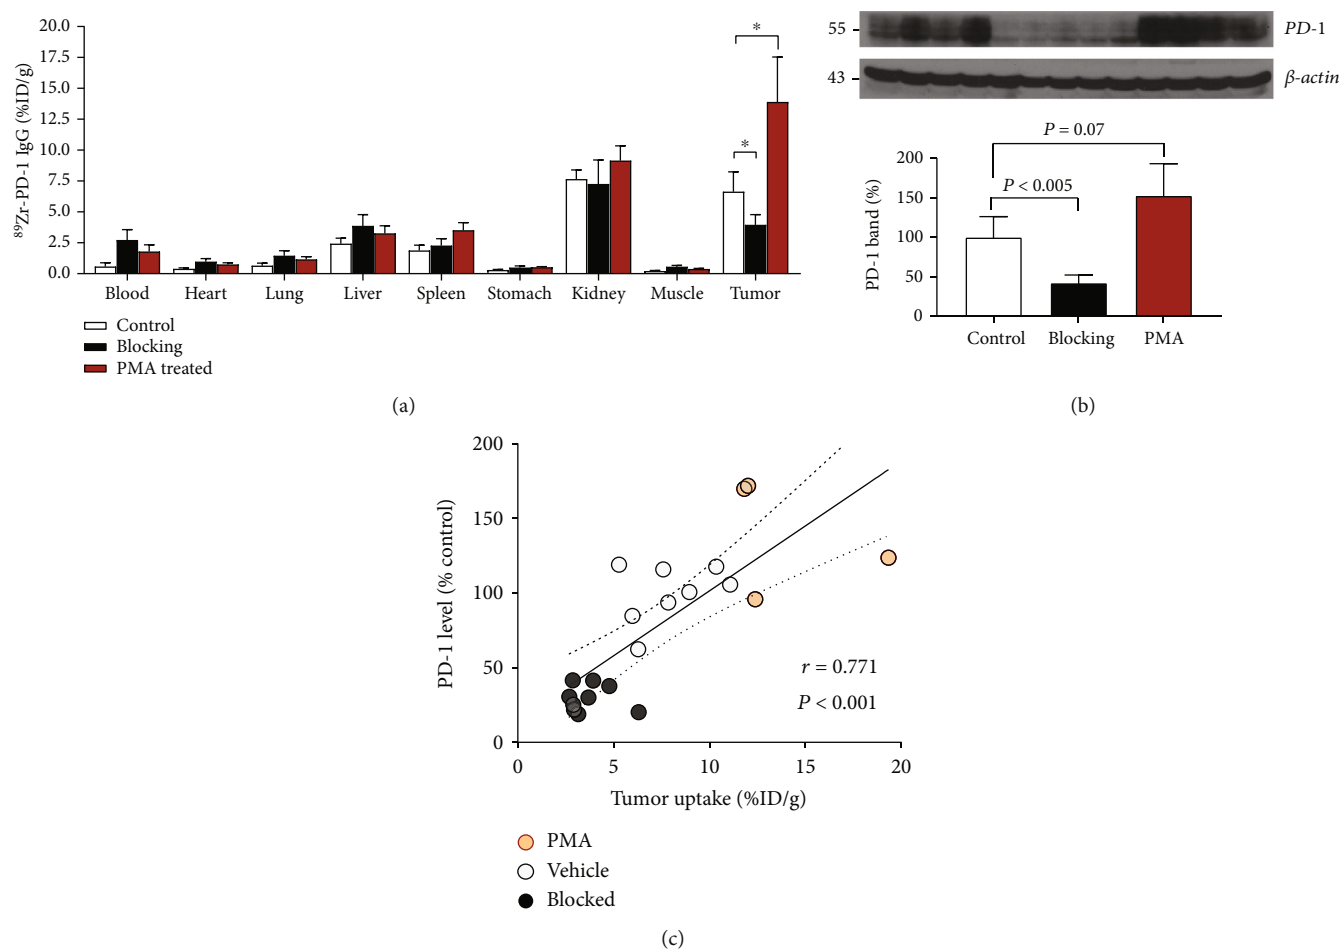 20.0
17.5
15.0
12.5
10.0
7.5
5.0
2.5
0.0
⁸⁹Zr-PD-1 IgG (%ID/g)
*
*
Blood Heart Lung Liver Spleen Stomach Kidney Muscle Tumor
Control
Blocking
PMA treated
(a)
55 PD-1
43 β-actin
P = 0.07
P < 0.005
200
150
100
50
0
PD-1 band (%)
Control Blocking PMA
(b)
200
150
100
50
0
PD-1 level (% control)
r = 0.771
P < 0.001
0 5 10 15 20
Tumor uptake (%ID/g)
PMA
Vehicle
Blocked
(c)